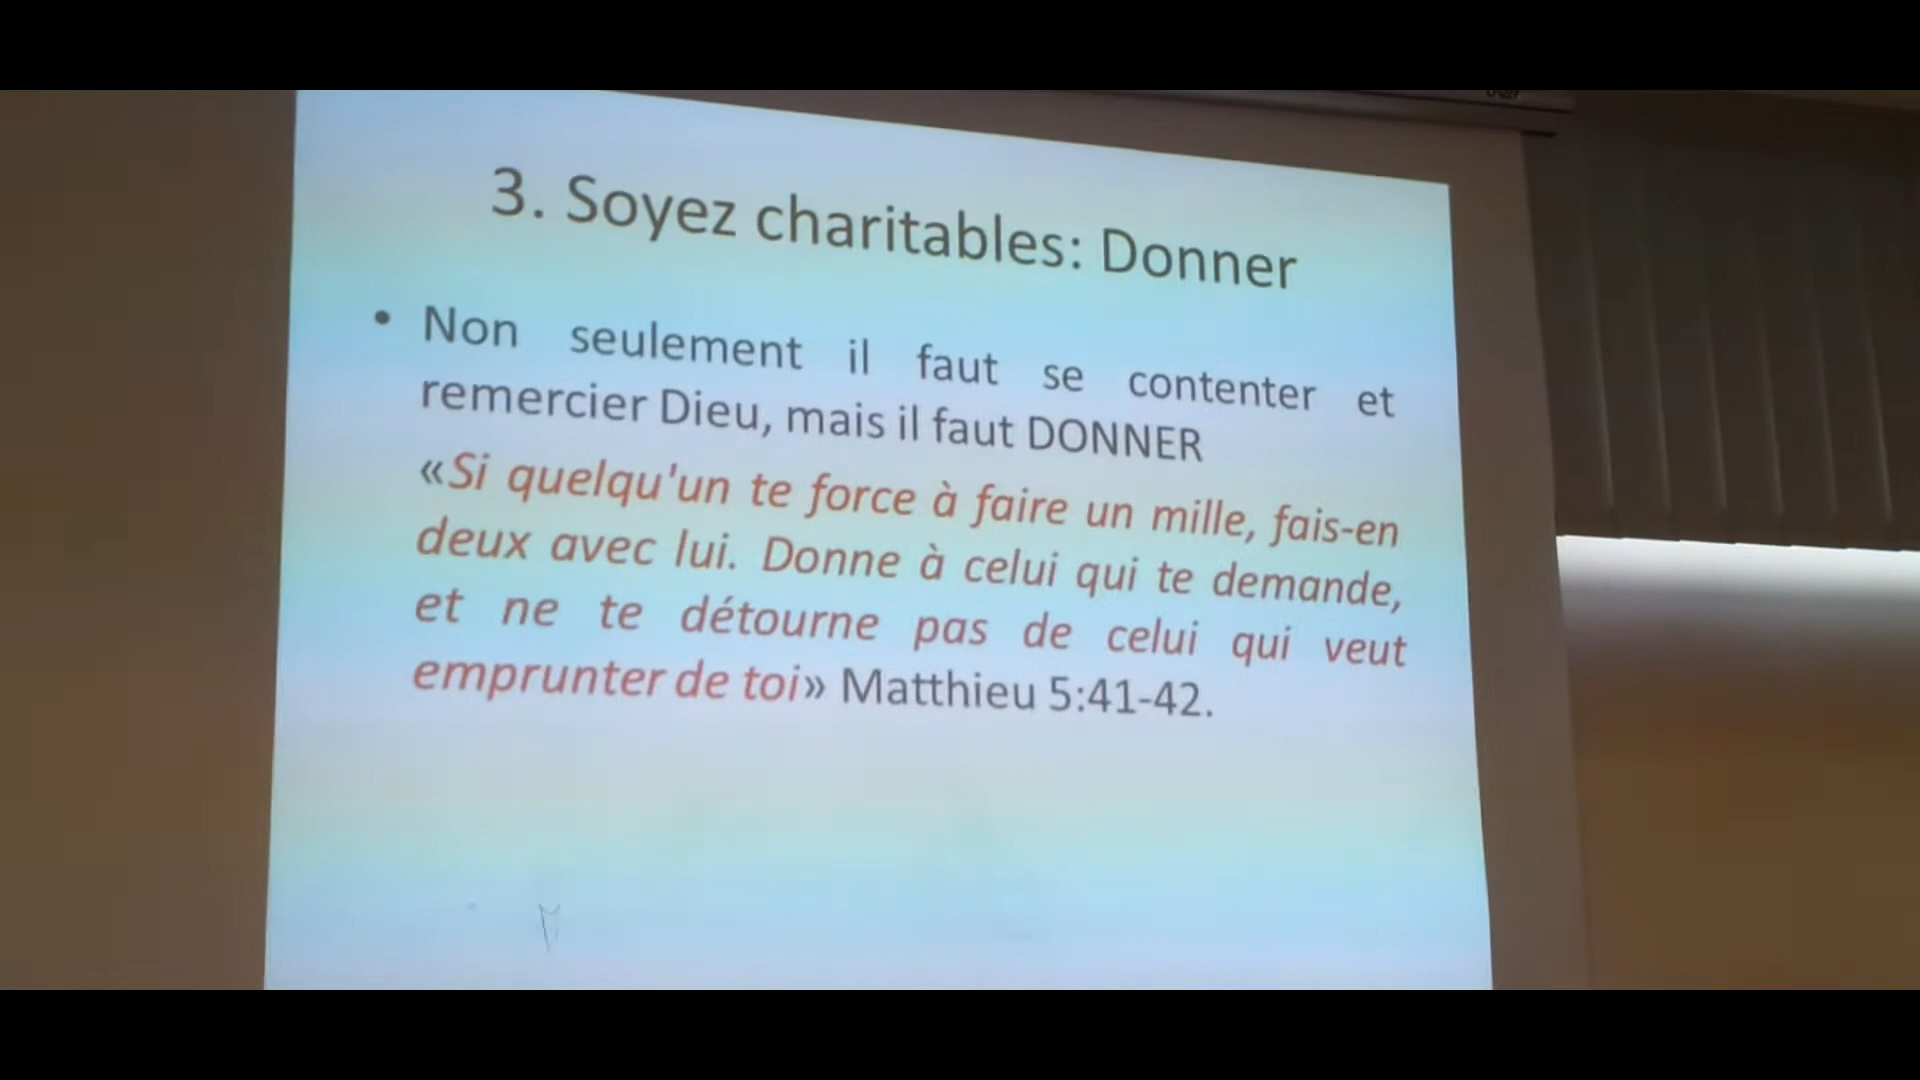 3. Soyez charitables: Donner
• Non seulement il faut se contenter et
remercier Dieu, mais il faut DONNER
«Si quelqu'un te force à faire un mille, fais-en
deux avec lui. Donne à celui qui te demande,
et ne te détourne pas de celui qui veut
emprunter de toi» Matthieu 5:41-42.